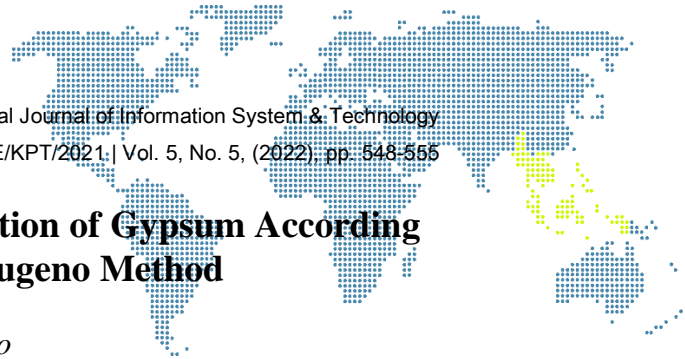 al Journal of Information System & Technology
E/KPT/2021 | Vol. 5, No. 5, (2022), pp. 548-555
tion of Gypsum According
ugeno Method
o